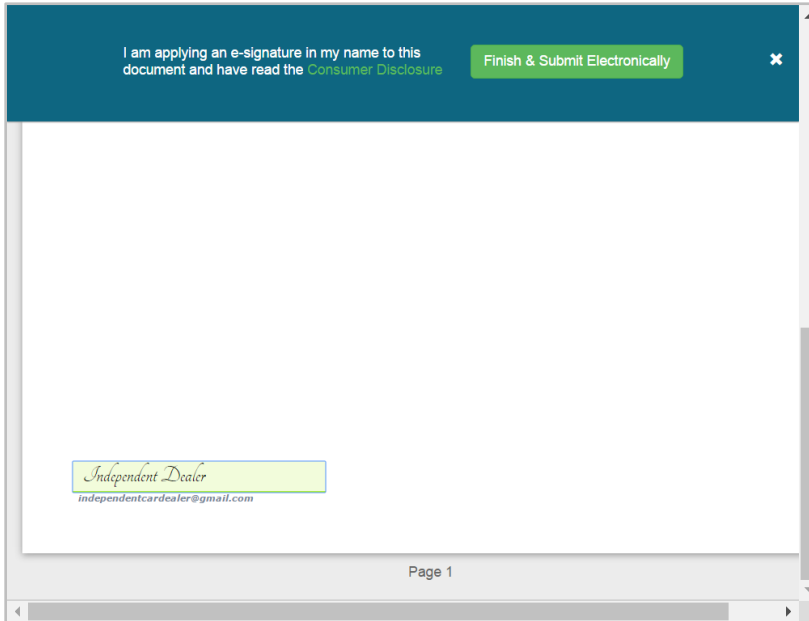 I am applying an e-signature in my name to this
document and have read the Consumer Disclosure
Finish & Submit Electronically
Independent Dealer
independentcardealer@gmail.com
Page 1